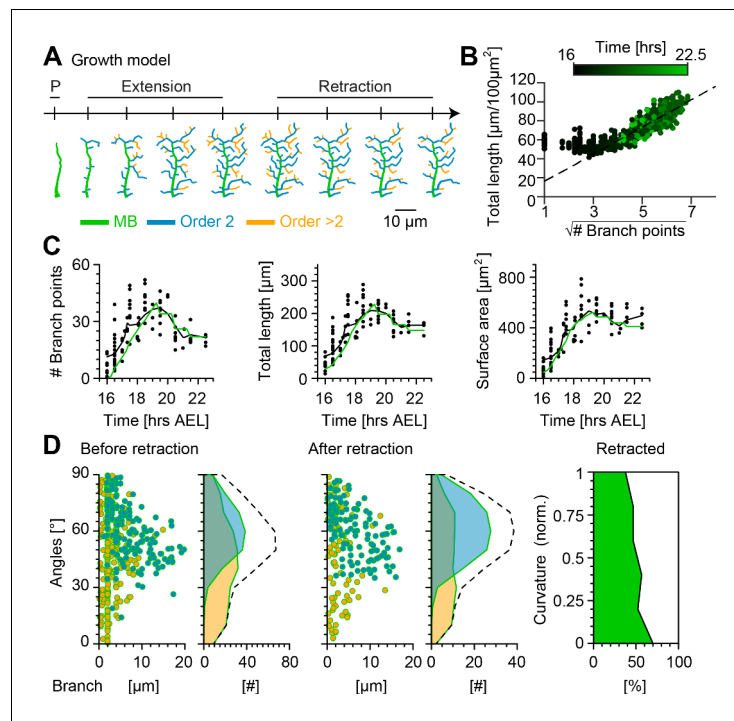 A Growth model
P Extension Retraction
MB Order 2 Order >2 10 µm
B Time [hrs]
16 22.5
Total length [µm/100µm²]
120
100
80
60
40
20
0
1 3 5 7
√# Branch points
C
# Branch points
60
30
0
16 18 20 22
Time [hrs AEL]
Total length [µm]
300
200
100
0
16 18 20 22
Time [hrs AEL]
Surface area [µm²]
800
400
0
16 18 20 22
Time [hrs AEL]
D Before retraction After retraction Retracted
Angles [°]
90
60
30
0
0 10 20
0 40 80
0 10 20
0 20 40
Branch [µm] [#] [µm] [#]
Curvature (norm.)
1
0.75
0.25
0
0 50 100
[%]